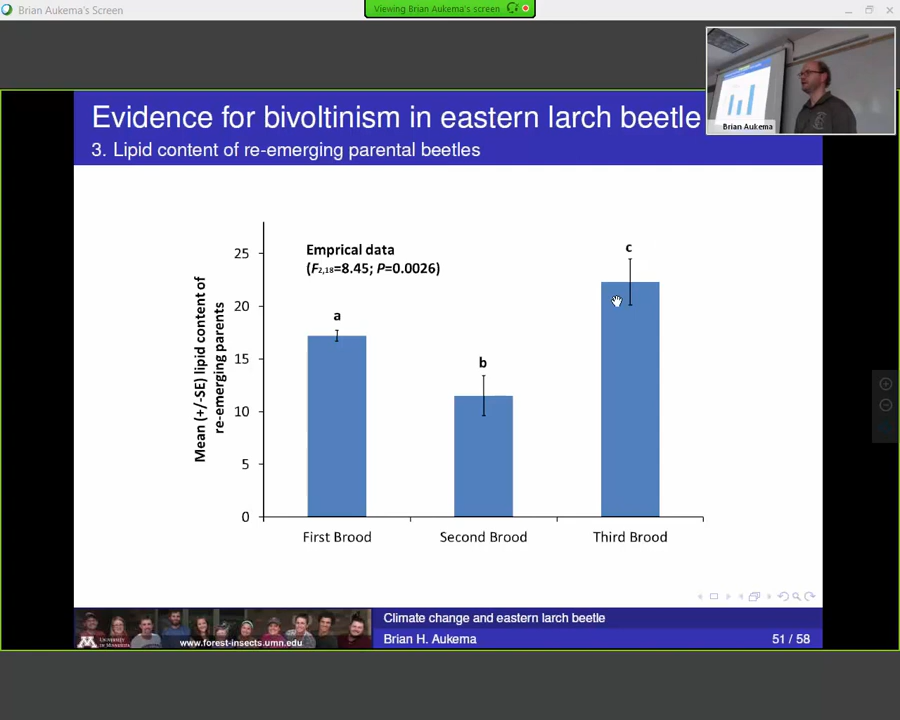 Brian Aukema's Screen
Viewing Brian Aukema's screen
Brian Aukema
Evidence for bivoltinism in eastern larch beetle
3. Lipid content of re-emerging parental beetles
Emprical data
(F2,18=8.45; P=0.0026)
Mean (+/-SE) lipid content of
re-emerging parents
25
20
15
10
5
0
a
b
c
First Brood
Second Brood
Third Brood
UNIVERSITY
OF MINNESOTA
www.forest-insects.umn.edu
Climate change and eastern larch beetle
Brian H. Aukema
51 / 58